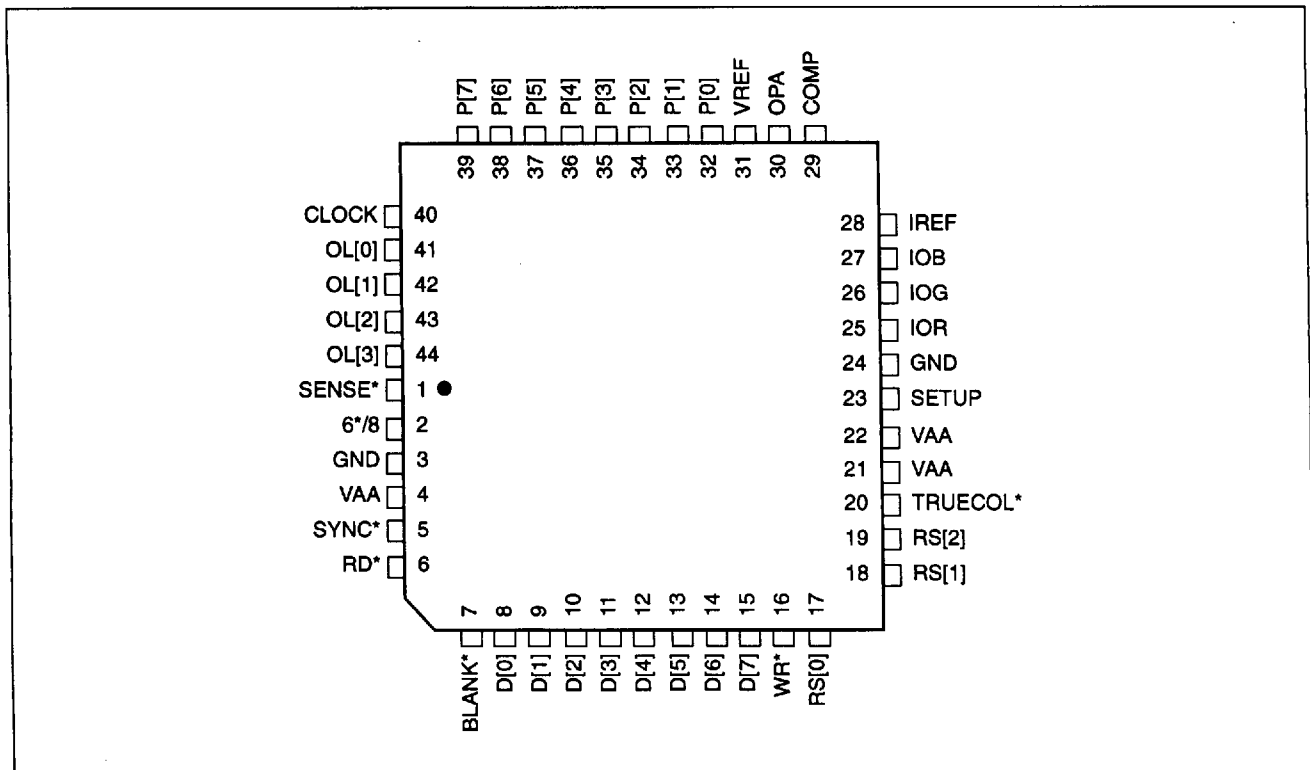 P[7] P[6] P[5] P[4] P[3] P[2] P[1] P[0] VREF OPA COMP
39 38 37 36 35 34 33 32 31 30 29
CLOCK 40
OL[0] 41
OL[1] 42
OL[2] 43
OL[3] 44
SENSE* 1
6*/8 2
GND 3
VAA 4
SYNC* 5
RD* 6
28 IREF
27 IOB
26 IOG
25 IOR
24 GND
23 SETUP
22 VAA
21 VAA
20 TRUECOL*
19 RS[2]
18 RS[1]
7 8 9 10 11 12 13 14 15 16 17
BLANK* D[0] D[1] D[2] D[3] D[4] D[5] D[6] D[7] WR* RS[0]